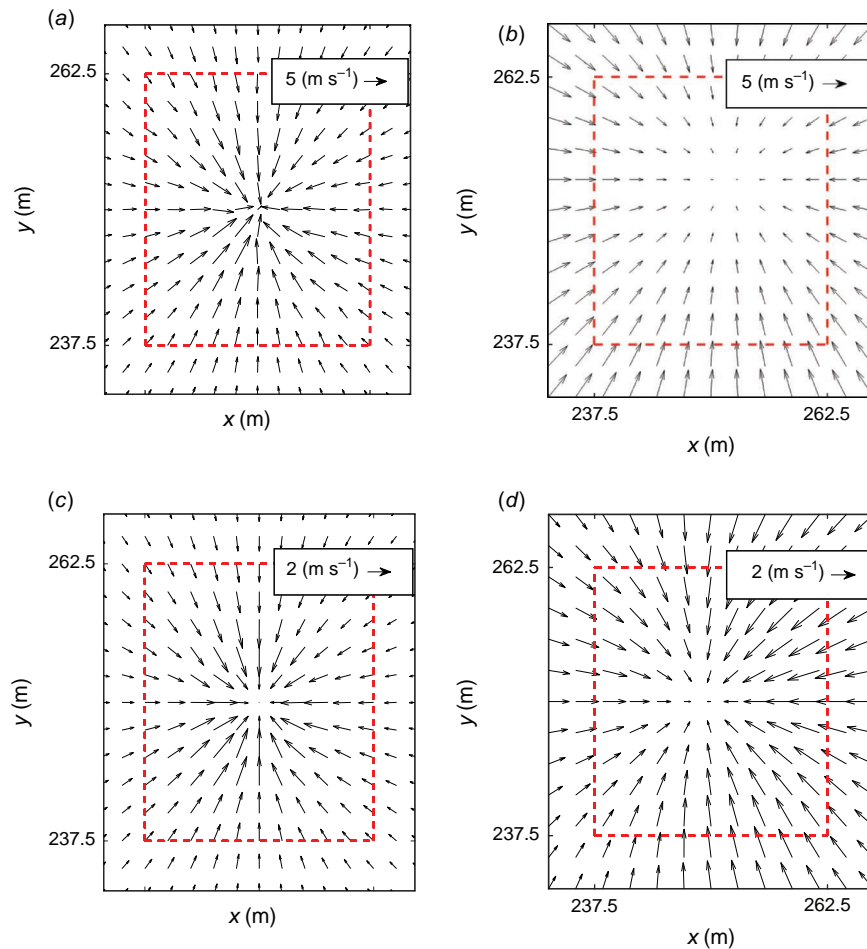 (a)
262.5
5 (m s⁻¹)
237.5
y (m)
x (m)
(b)
262.5
5 (m s⁻¹)
237.5
y (m)
237.5 262.5
x (m)
(c)
262.5
2 (m s⁻¹)
237.5
y (m)
x (m)
(d)
262.5
2 (m s⁻¹)
237.5
y (m)
237.5 262.5
x (m)